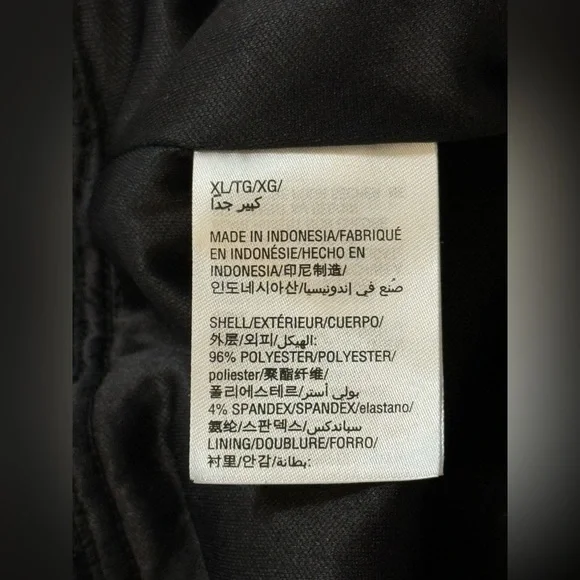 XL/TG/XG/
كبير جدًا
MADE IN INDONESIA/FABRIQUÉ
EN INDONÉSIE/HECHO EN
INDONESIA/印尼制造/
인도네시아산/صُنع في إندونيسيا/
SHELL/EXTÉRIEUR/CUERPO/
外层/외피/الهيكل:
96% POLYESTER/POLYESTER/
poliester/聚酯纤维/
폴리에스테르/بولي أستر
4% SPANDEX/SPANDEX/elastano/
氨纶/스판덱스/سباندكس
LINING/DOUBLURE/FORRO/
衬里/안감/بطانة: